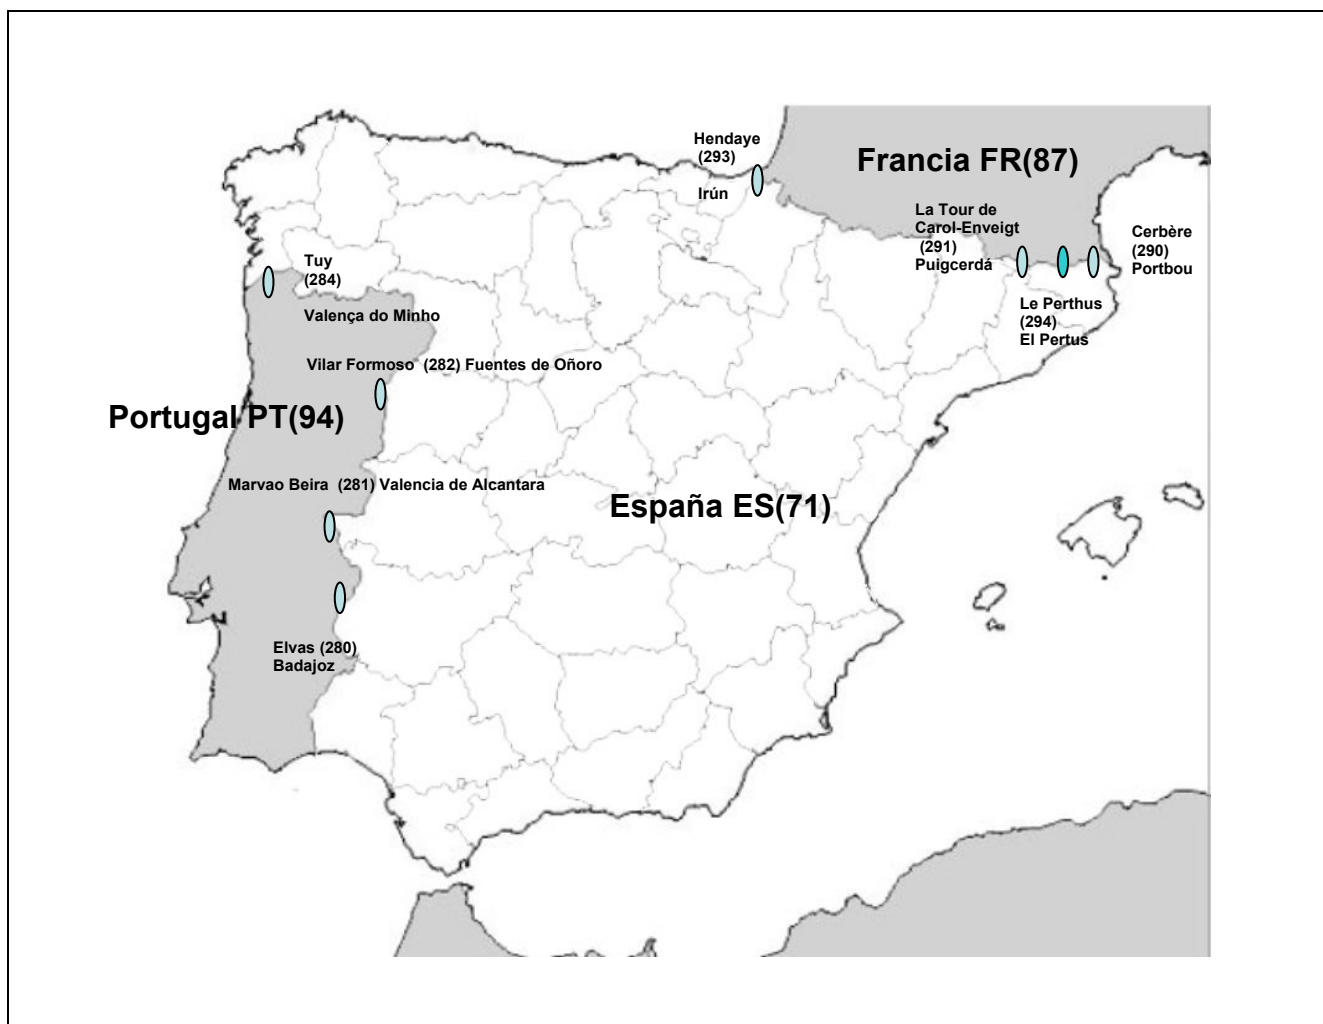 Hendaye
(293)
Irún
Francia FR(87)
La Tour de
Carol-Enveigt
(291)
Puigcerdá
Cerbère
(290)
Portbou
Le Perthus
(294)
El Pertus
Tuy
(284)
Valença do Minho
Vilar Formoso (282) Fuentes de Oñoro
Portugal PT(94)
Marvao Beira (281) Valencia de Alcantara
España ES(71)
Elvas (280)
Badajoz